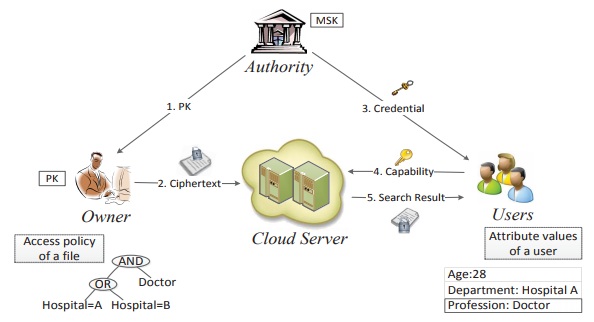 MSK
Authority
1. PK
3. Credential
PK
2. Ciphertext
4. Capability
5. Search Result
Owner
Cloud Server
Users
Access policy
of a file
AND
OR
Doctor
Hospital=A
Hospital=B
Attribute values
of a user
Age:28
Department: Hospital A
Profession: Doctor